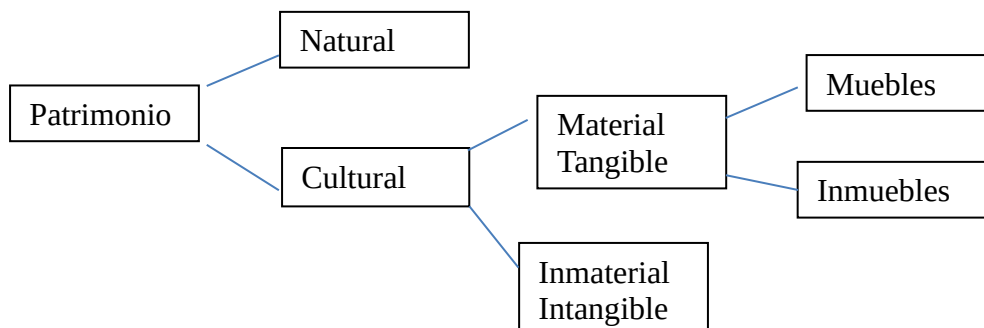 Natural
Patrimonio
Cultural
Material
Tangible
Muebles
Inmuebles
Inmaterial
Intangible